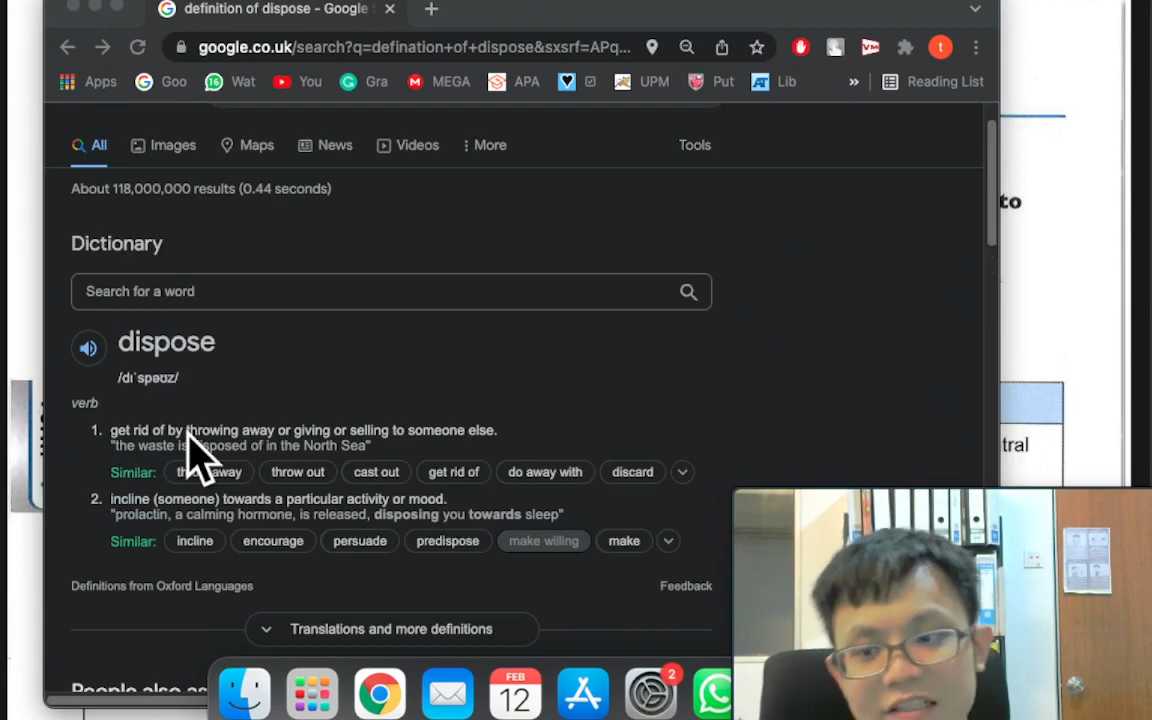 definition of dispose - Google
google.co.uk/search?q=defination+of+dispose&sxsrf=APq...
Apps Goo Wat You Gra MEGA APA UPM Put Lib » Reading List
All Images Maps News Videos More Tools
About 118,000,000 results (0.44 seconds)
to
Dictionary
Search for a word
dispose
/dɪˈspəʊz/
verb
1. get rid of by throwing away or giving or selling to someone else.
"the waste is disposed of in the North Sea"
tral
Similar: away throw out cast out get rid of do away with discard
2. incline (someone) towards a particular activity or mood.
"prolactin, a calming hormone, is released, disposing you towards sleep"
Similar: incline encourage persuade predispose make willing make
Definitions from Oxford Languages Feedback
Translations and more definitions
People also as
FEB
12
2